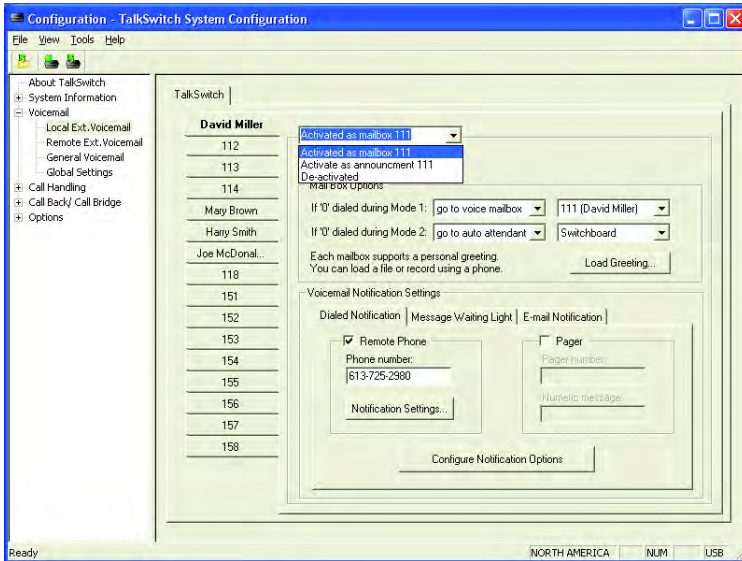 Configuration - TalkSwitch System Configuration
File View Tools Help
About TalkSwitch
System Information
Voicemail
Local Ext.Voicemail
Remote Ext.Voicemail
General Voicemail
Global Settings
Call Handling
Call Back/ Call Bridge
Options
TalkSwitch
David Miller
112
113
114
Mary Brown
Harry Smith
Joe McDonal...
118
151
152
153
154
155
156
157
158
Activated as mailbox 111
Activated as mailbox 111
Activate as announcment 111
De-activated
Mail Box Options
If '0' dialed during Mode 1: go to voice mailbox 111 (David Miller)
If '0' dialed during Mode 2: go to auto attendant Switchboard
Each mailbox supports a personal greeting.
You can load a file or record using a phone.
Load Greeting...
Voicemail Notification Settings
Dialed Notification Message Waiting Light E-mail Notification
Remote Phone
Phone number:
613-725-2980
Notification Settings...
Pager
Pager number:
Numeric message:
Configure Notification Options
Ready NORTH AMERICA NUM USB